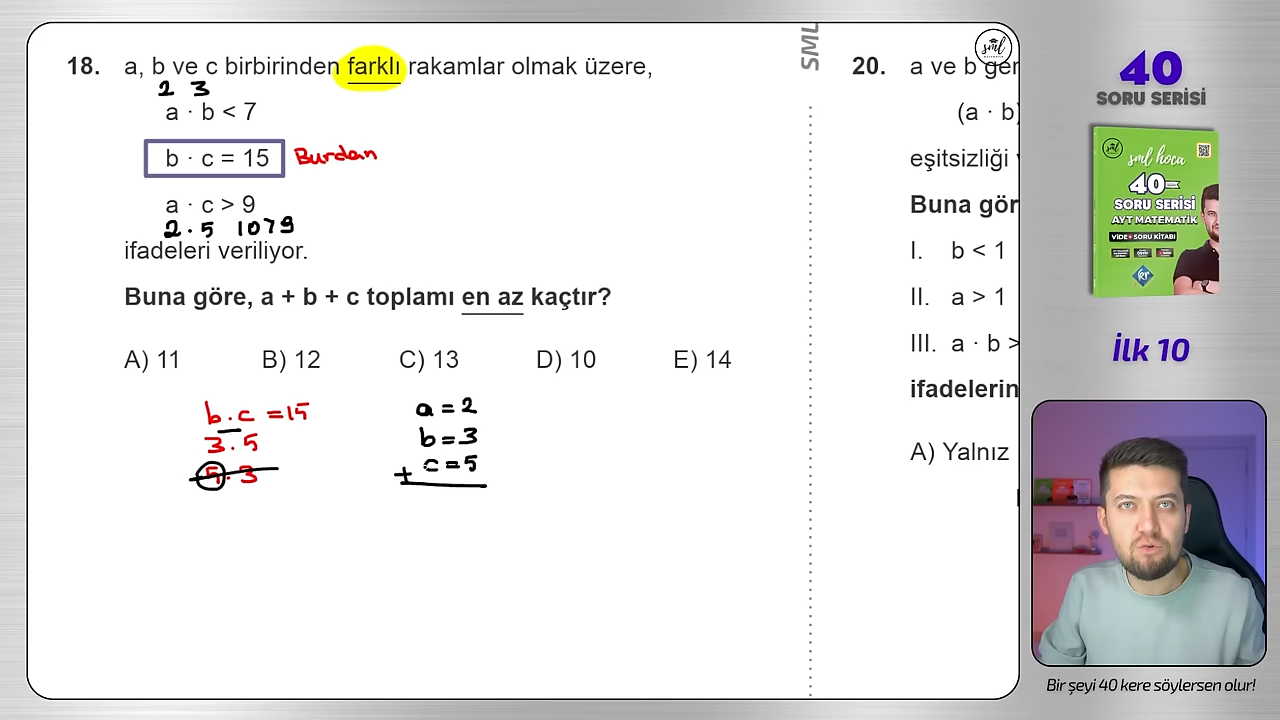 18. a, b ve c birbirinden farklı rakamlar olmak üzere,
2 3
a · b < 7
b · c = 15 Burdan
a · c > 9
2.5 10>9
ifadeleri veriliyor.
Buna göre, a + b + c toplamı en az kaçtır?
A) 11 B) 12 C) 13 D) 10 E) 14
b.c = 15
3.5
5.3
a = 2
b = 3
+ c = 5
SML
sml
20. a ve b ger
(a · b)
eşitsizliği
Buna gör
I. b < 1
II. a > 1
III. a · b >
ifadelerin
A) Yalnız
40
SORU SERİSİ
sml hoca
40
SORU SERİSİ
AYT MATEMATİK
VİDEO SORU KİTABI
KR
İlk 10
Bir şeyi 40 kere söylersen olur!